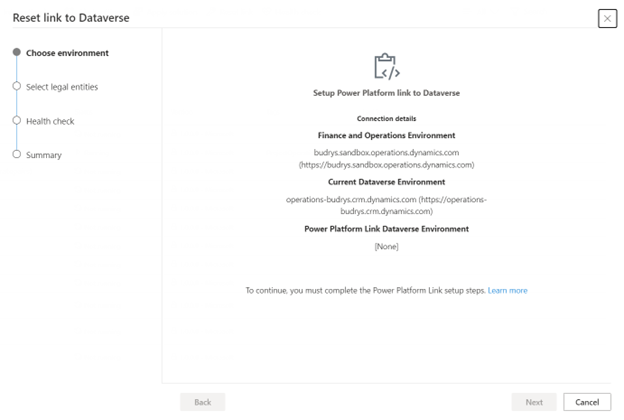 Reset link to Dataverse
Choose environment
Select legal entities
Health check
Summary
Setup Power Platform link to Dataverse
Connection details
Finance and Operations Environment
budrys.sandbox.operations.dynamics.com
(https://budrys.sandbox.operations.dynamics.com)
Current Dataverse Environment
operations-budrys.crm.dynamics.com (https://operations-
budrys.crm.dynamics.com)
Power Platform Link Dataverse Environment
[None]
To continue, you must complete the Power Platform Link setup steps. Learn more
Back
Next
Cancel